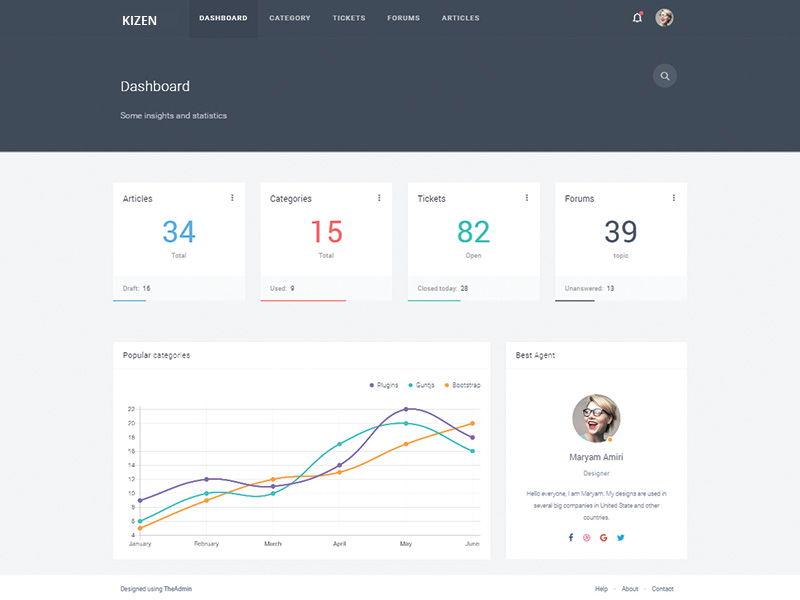 KIZEN DASHBOARD CATEGORY TICKETS FORUMS ARTICLES
Dashboard
Some insights and statistics
Articles
34
Total
Draft: 16
Categories
15
Total
Used: 9
Tickets
82
Open
Closed today: 28
Forums
39
topic
Unanswered: 13
Popular categories
Plugins Guntjs Bootstrap
22
20
18
16
14
12
10
8
6
4
January February March April May June
Best Agent
Maryam Amiri
Designer
Hello everyone, I am Maryam. My designs are used in
several big companies in United State and other
countries.
Designed using TheAdmin
Help - About - Contact